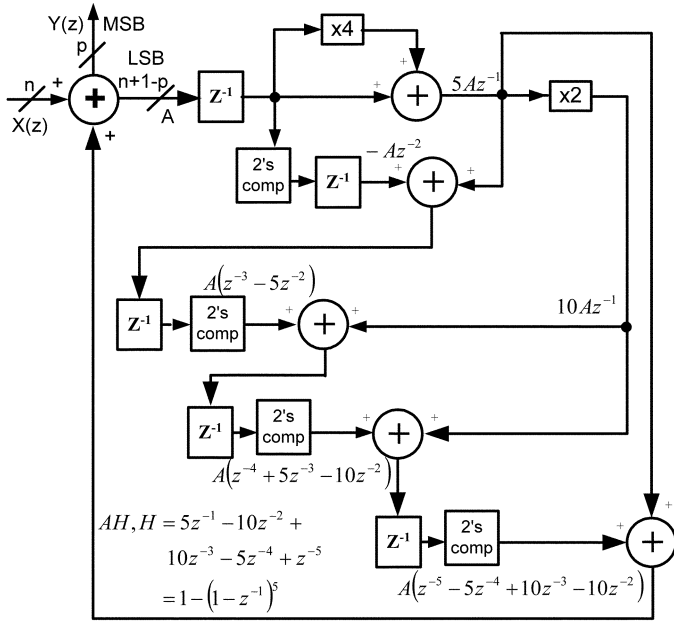 Y(z) MSB
p
LSB
n+1-p
n
+
+
A
X(z)
+
Z⁻¹
x4
+
+
+
5Az⁻¹
x2
2's
comp
Z⁻¹
−Az⁻²
+
+
+
Z⁻¹
2's
comp
A(z⁻³ − 5z⁻²)
+
+
+
10Az⁻¹
Z⁻¹
2's
comp
+
+
+
A(z⁻⁴ + 5z⁻³ − 10z⁻²)
AH, H = 5z⁻¹ − 10z⁻² +
10z⁻³ − 5z⁻⁴ + z⁻⁵
= 1 − (1 − z⁻¹)⁵
Z⁻¹
2's
comp
+
+
+
A(z⁻⁵ − 5z⁻⁴ + 10z⁻³ − 10z⁻²)